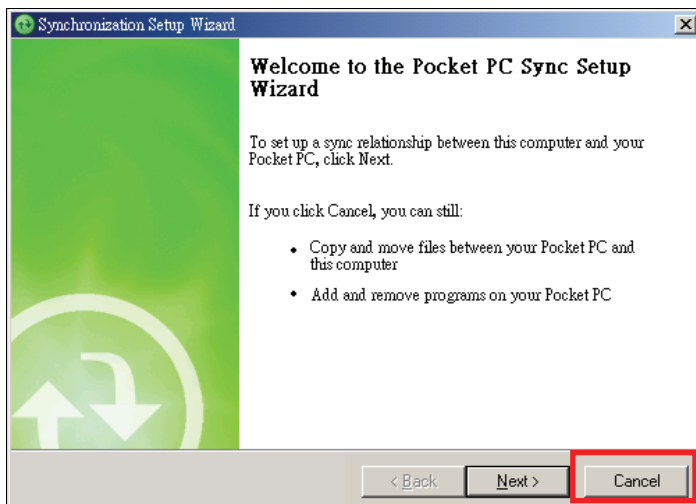 Synchronization Setup Wizard
Welcome to the Pocket PC Sync Setup
Wizard
To set up a sync relationship between this computer and your
Pocket PC, click Next.
If you click Cancel, you can still:
• Copy and move files between your Pocket PC and
this computer
• Add and remove programs on your Pocket PC
< Back Next > Cancel